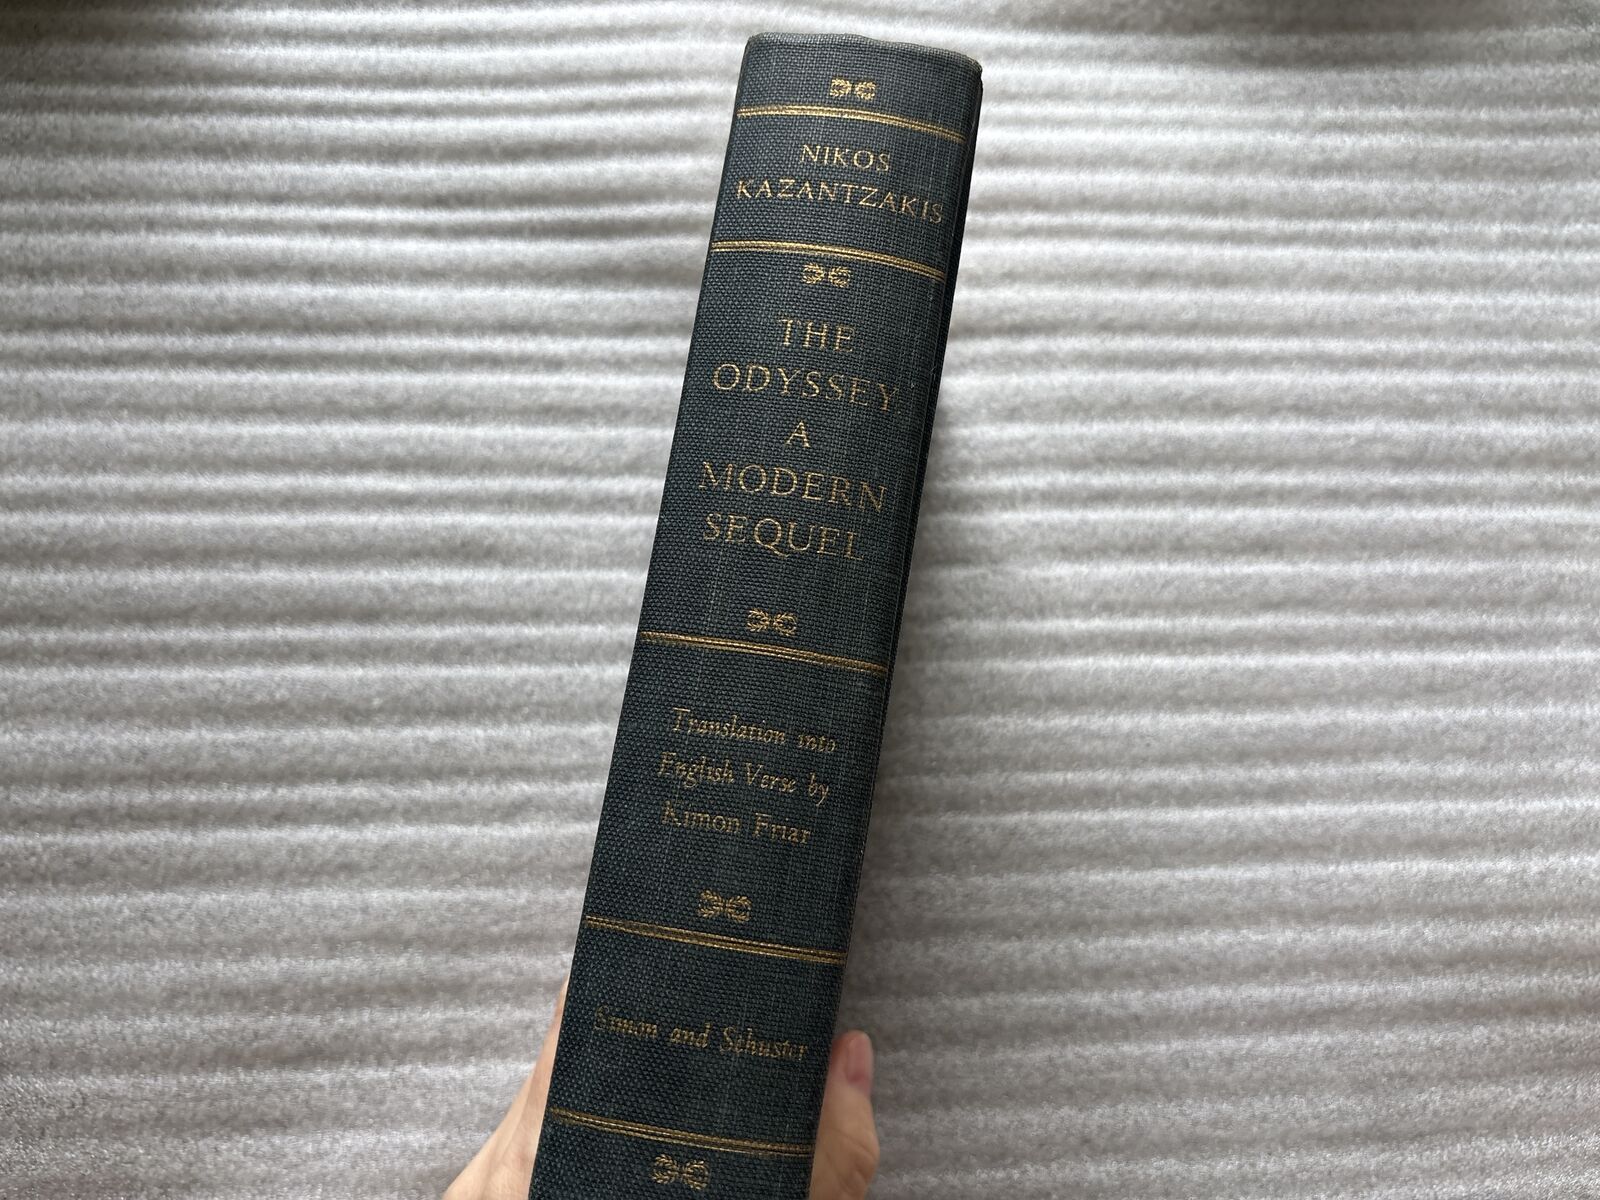 NIKOS
KAZANTZAKIS
THE
ODYSSEY:
A
MODERN
SEQUEL
Translation into
English Verse by
Kimon Friar
Simon and Schuster